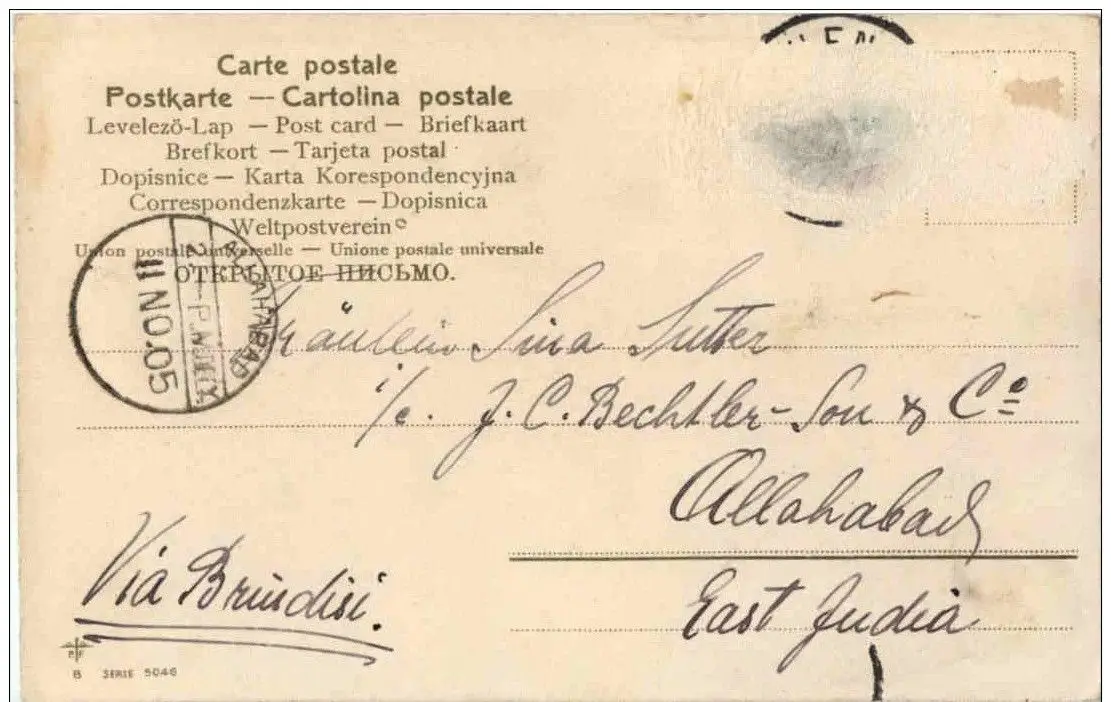 Carte postale
Postkarte — Cartolina postale
Levelező-Lap — Post card — Briefkaart
Brefkort — Tarjeta postal
Dopisnice — Karta Korespondencyjna
Correspondenzkarte — Dopisnica
Weltpostverein
Union postale universelle — Unione postale universale
ОТКРЫТОЕ ПИСЬМО.
ALLAHABAD
11 NO.05
Fräulein Lina Sutter
i/c. J. C. Bechtler-Son & Co
Allahabad
East India
Via Brindisi.
B SERIE 5046